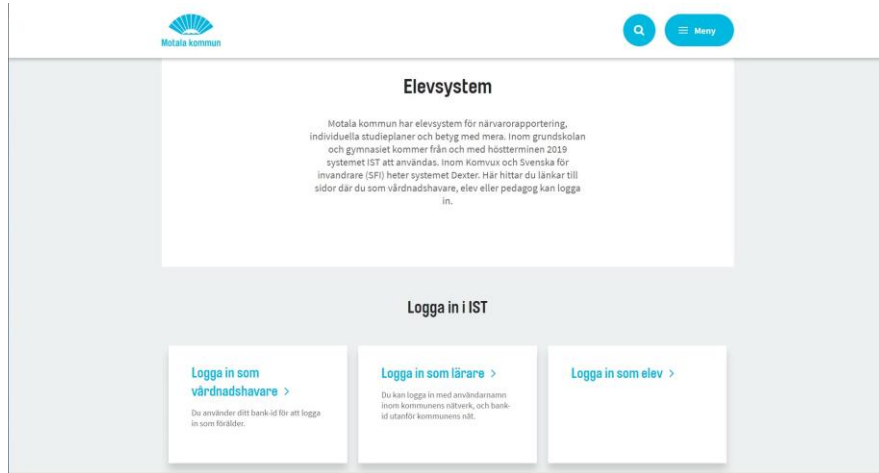 Motala kommun
Meny
Elevsystem
Motala kommun har elevsystem för närvarorapportering,
individuella studieplaner och betyg med mera. Inom grundskolan
och gymnasiet kommer från och med höstterminen 2019
systemet IST att användas. Inom Komvux och Svenska för
invandrare (SFI) heter systemet Dexter. Här hittar du länkar till
sidor där du som vårdnadshavare, elev eller pedagog kan logga
in.
Logga in i IST
Logga in som
vårdnadshavare >
Du använder ditt bank-id för att logga
in som förälder.
Logga in som lärare >
Du kan logga in med användarnamn
inom kommunens nätverk, och bank-
id utanför kommunens nät.
Logga in som elev >